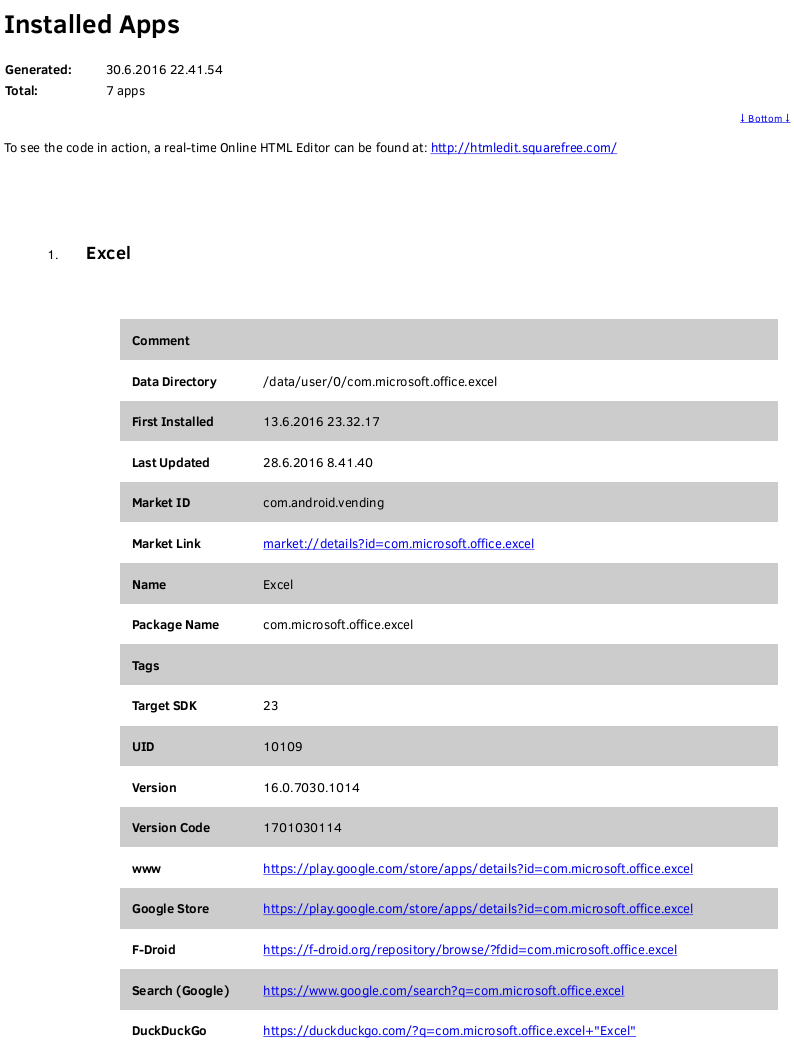 Installed Apps
Generated: 30.6.2016 22.41.54
Total: 7 apps
↓ Bottom ↓
To see the code in action, a real-time Online HTML Editor can be found at: http://htmledit.squarefree.com/
1. Excel
Comment
Data Directory /data/user/0/com.microsoft.office.excel
First Installed 13.6.2016 23.32.17
Last Updated 28.6.2016 8.41.40
Market ID com.android.vending
Market Link market://details?id=com.microsoft.office.excel
Name Excel
Package Name com.microsoft.office.excel
Tags
Target SDK 23
UID 10109
Version 16.0.7030.1014
Version Code 1701030114
www https://play.google.com/store/apps/details?id=com.microsoft.office.excel
Google Store https://play.google.com/store/apps/details?id=com.microsoft.office.excel
F-Droid https://f-droid.org/repository/browse/?fdid=com.microsoft.office.excel
Search (Google) https://www.google.com/search?q=com.microsoft.office.excel
DuckDuckGo https://duckduckgo.com/?q=com.microsoft.office.excel+"Excel"